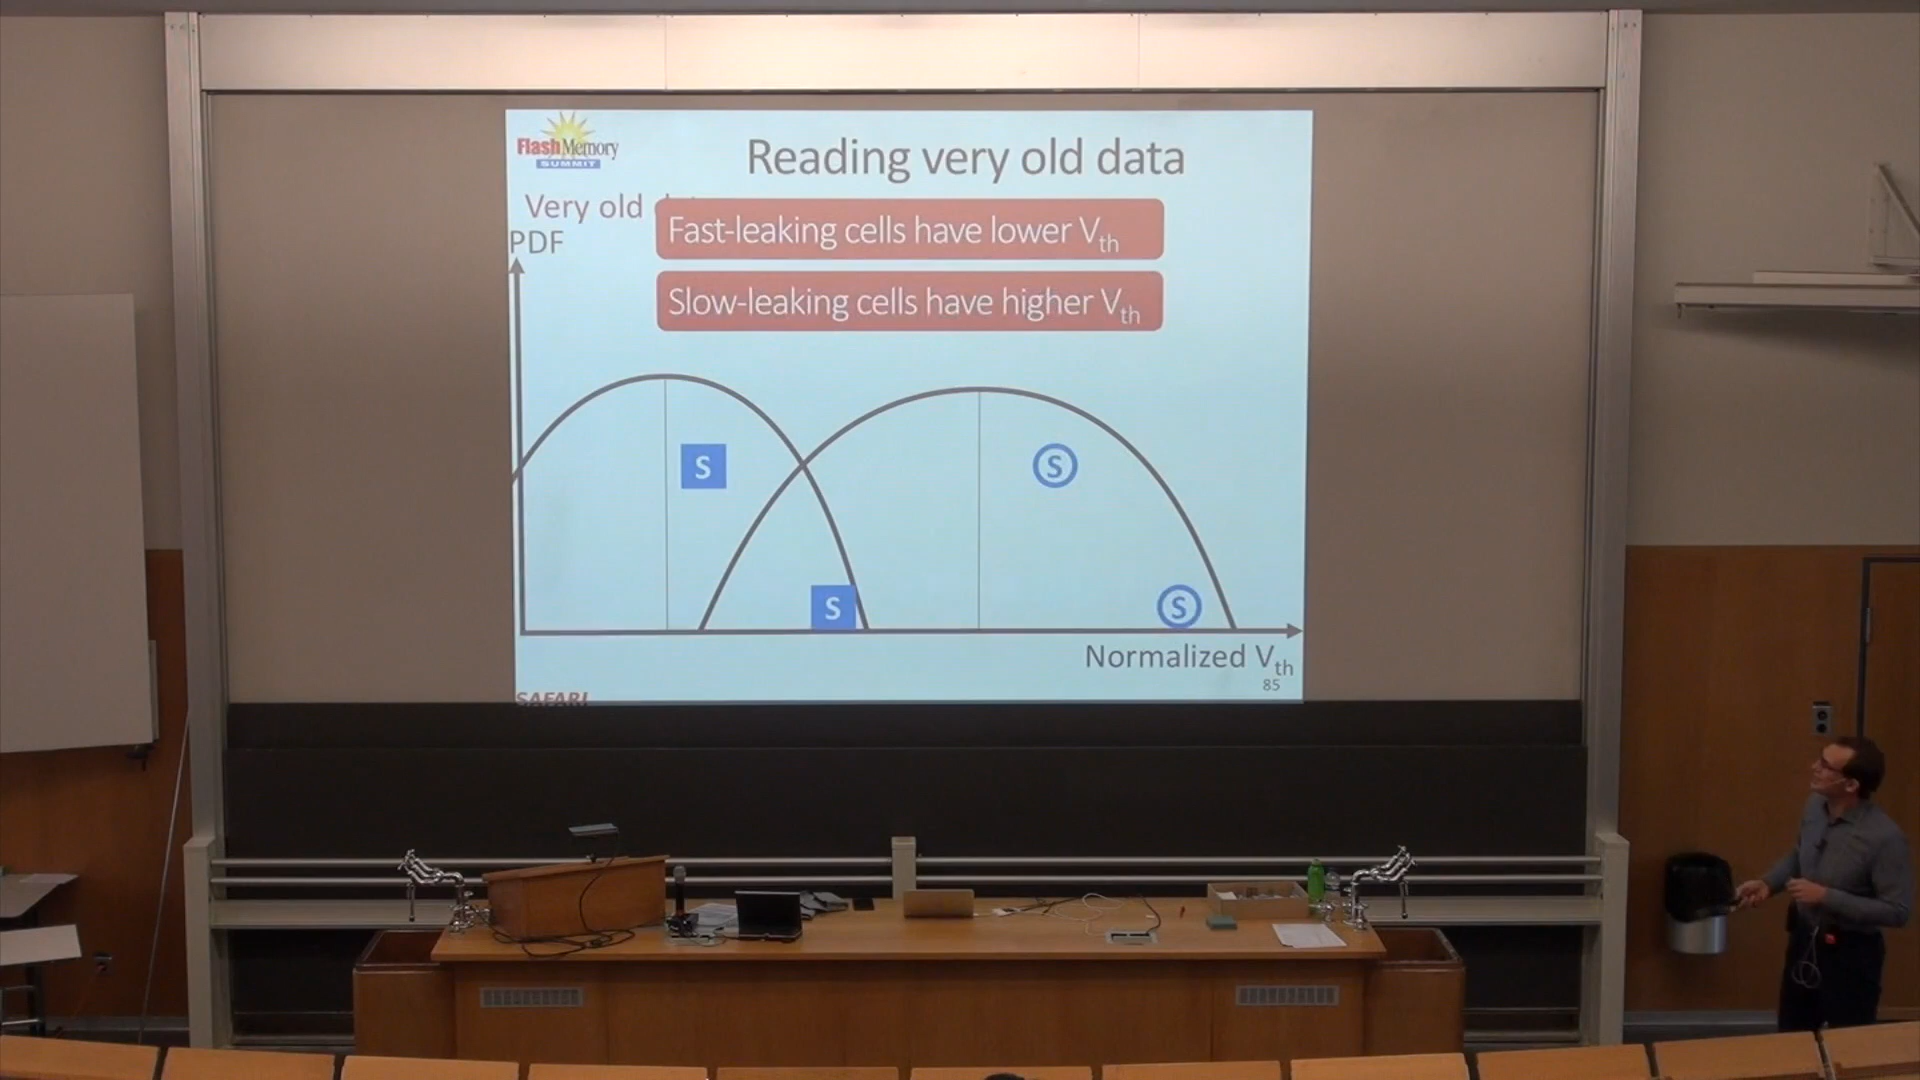 Flash Memory
SUMMIT
Reading very old data
Very old
PDF
Fast-leaking cells have lower Vth
Slow-leaking cells have higher Vth
S
S
S
S
Normalized Vth
85
SAFARI